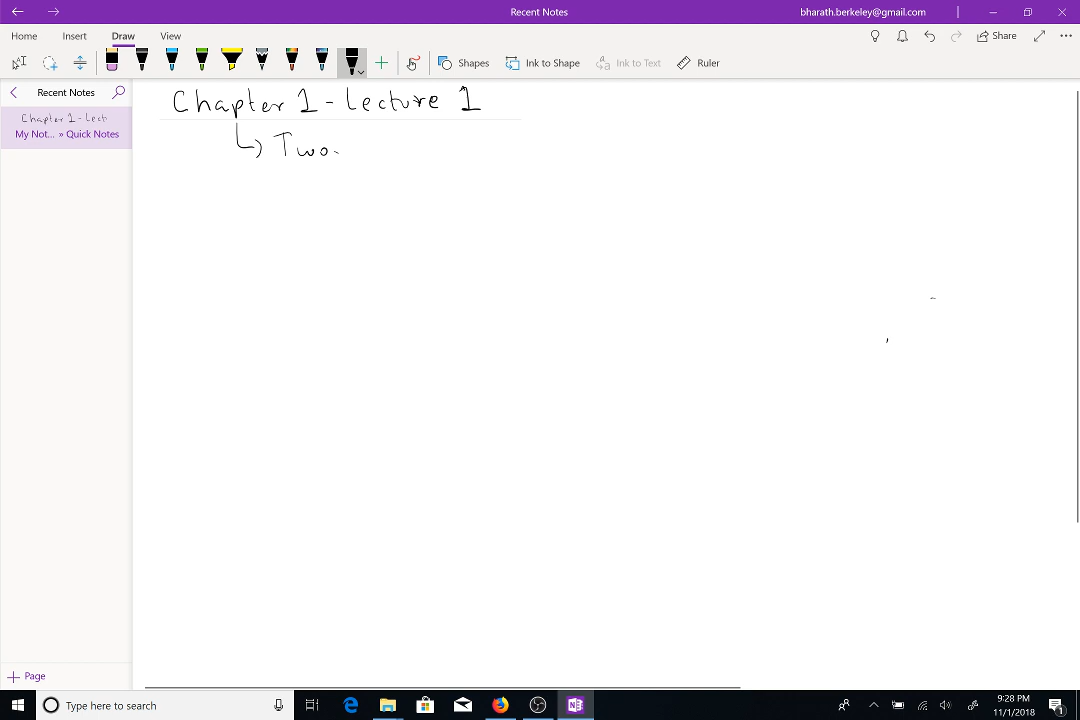 Recent Notes
bharath.berkeley@gmail.com
Home Insert Draw View
Share
Shapes Ink to Shape Ink to Text Ruler
Recent Notes
Chapter 1 - Lect
My Not... » Quick Notes
Chapter 1 - Lecture 1
Two-
+ Page
Type here to search
9:28 PM
11/1/2018
1